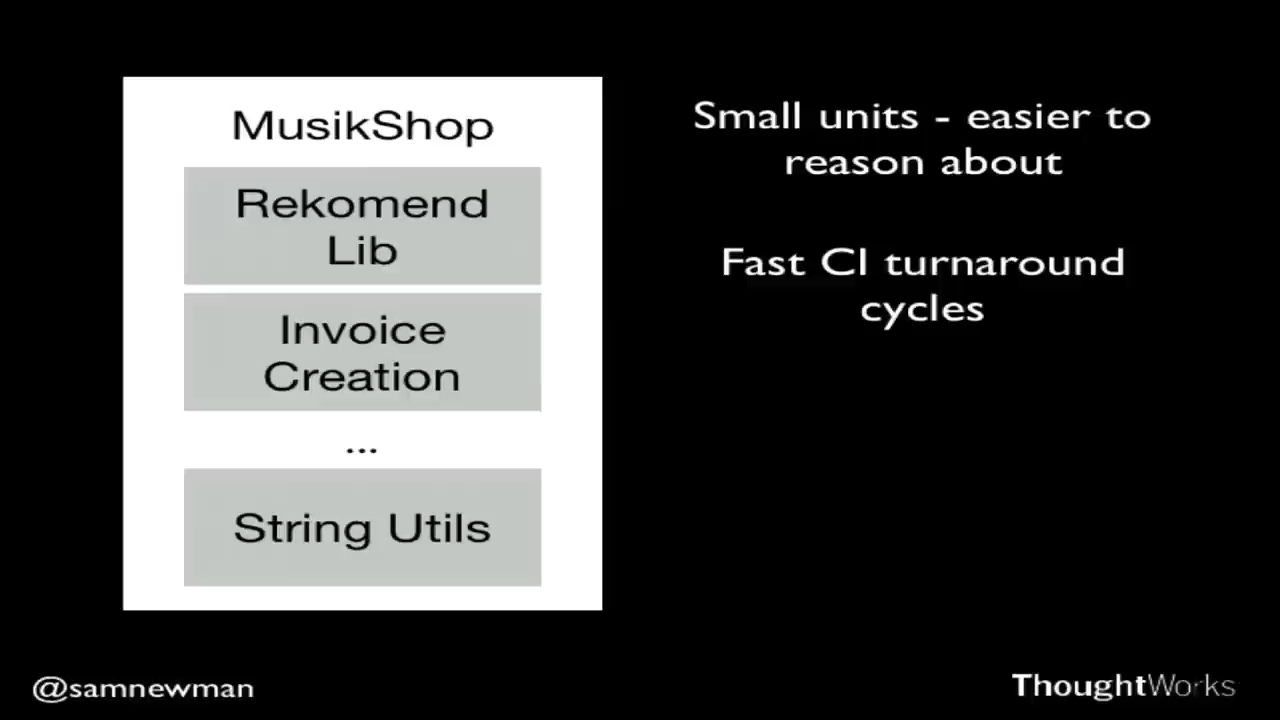 MusikShop
Rekomend
Lib
Invoice
Creation
...
String Utils
Small units - easier to
reason about
Fast CI turnaround
cycles
@samnewman
ThoughtWorks